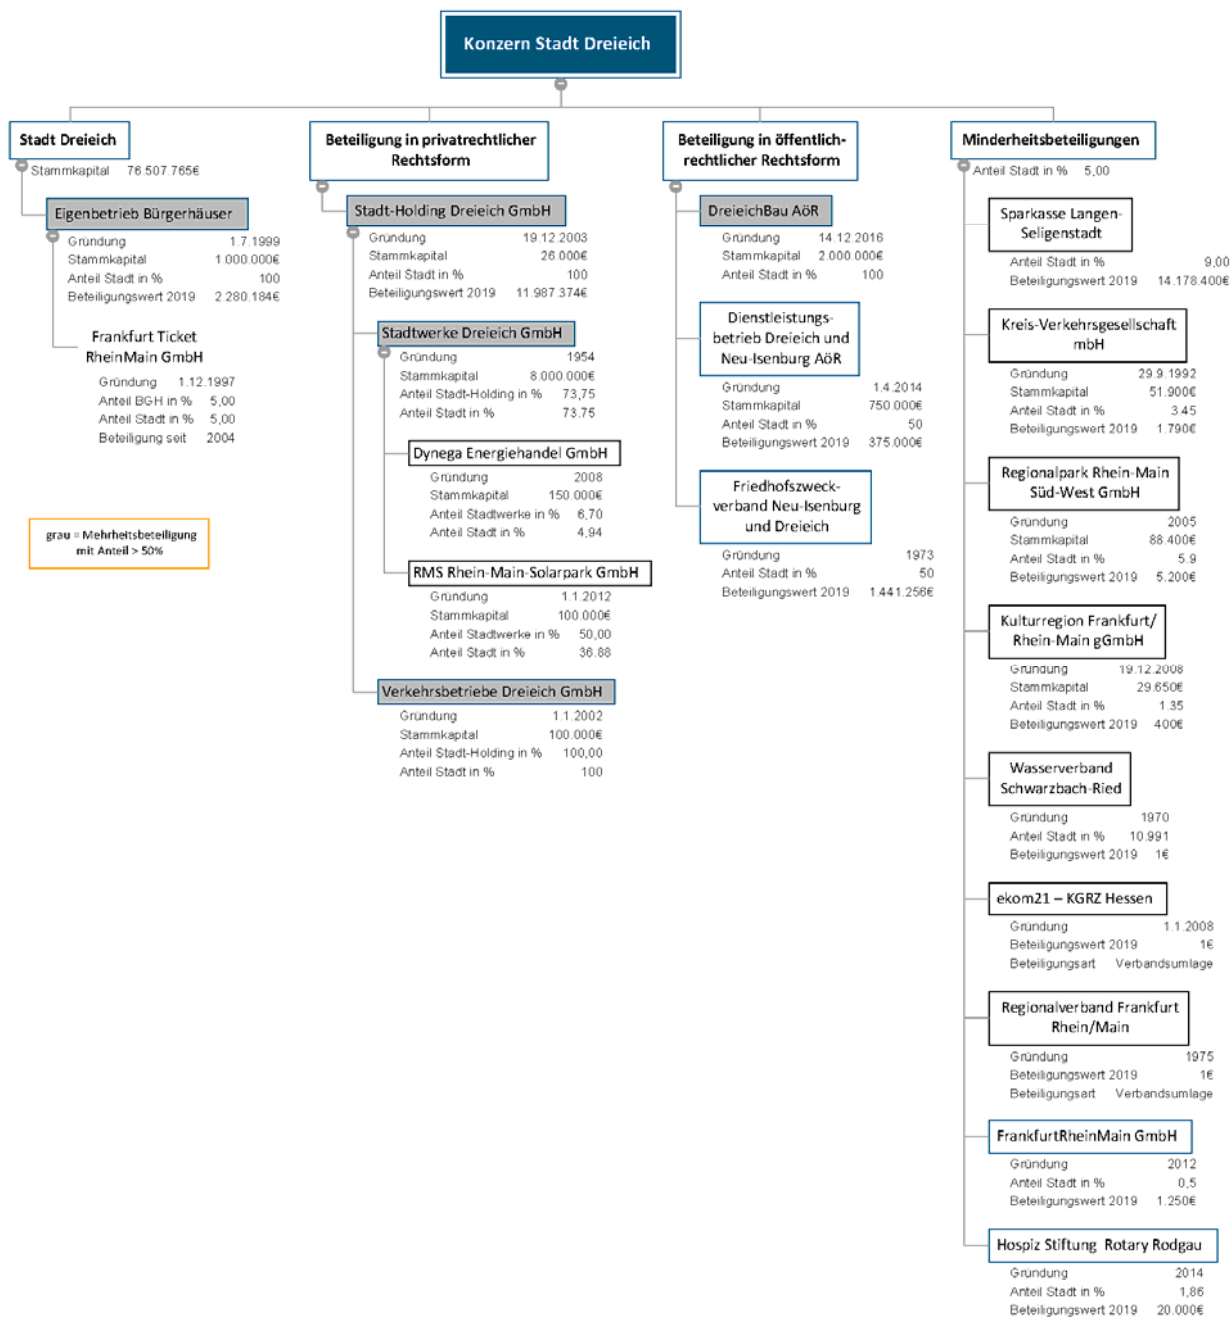 Konzern Stadt Dreieich
Stadt Dreieich
Stammkapital 76.507.765€
Eigenbetrieb Bürgerhäuser
Gründung 1.7.1999
Stammkapital 1.000.000€
Anteil Stadt in % 100
Beteiligungswert 2019 2.280.184€
Frankfurt Ticket
RheinMain GmbH
Gründung 1.12.1997
Anteil BGH in % 5,00
Anteil Stadt in % 5,00
Beteiligung seit 2004
grau = Mehrheitsbeteiligung
mit Anteil > 50%
Beteiligung in privatrechtlicher
Rechtsform
Stadt-Holding Dreieich GmbH
Gründung 19.12.2003
Stammkapital 26.000€
Anteil Stadt in % 100
Beteiligungswert 2019 11.987.374€
Stadtwerke Dreieich GmbH
Gründung 1954
Stammkapital 8.000.000€
Anteil Stadt-Holding in % 73,75
Anteil Stadt in % 73.75
Dynega Energiehandel GmbH
Gründung 2008
Stammkapital 150.000€
Anteil Stadtwerke in % 6,70
Anteil Stadt in % 4,94
RMS Rhein-Main-Solarpark GmbH
Gründung 1.1.2012
Stammkapital 100.000€
Anteil Stadtwerke in % 50,00
Anteil Stadt in % 36.88
Verkehrsbetriebe Dreieich GmbH
Gründung 1.1.2002
Stammkapital 100.000€
Anteil Stadt-Holding in % 100,00
Anteil Stadt in % 100
Beteiligung in öffentlich-
rechtlicher Rechtsform
DreieichBau AöR
Gründung 14.12.2016
Stammkapital 2.000.000€
Anteil Stadt in % 100
Dienstleistungs-
betrieb Dreieich und
Neu-Isenburg AöR
Gründung 1.4.2014
Stammkapital 750.000€
Anteil Stadt in % 50
Beteiligungswert 2019 375.000€
Friedhofszweck-
verband Neu-Isenburg
und Dreieich
Gründung 1973
Anteil Stadt in % 50
Beteiligungswert 2019 1.441.256€
Minderheitsbeteiligungen
Anteil Stadt in % 5,00
Sparkasse Langen-
Seligenstadt
Anteil Stadt in % 9,00
Beteiligungswert 2019 14.178.400€
Kreis-Verkehrsgesellschaft
mbH
Gründung 29.9.1992
Stammkapital 51.900€
Anteil Stadt in % 3.45
Beteiligungswert 2019 1.790€
Regionalpark Rhein-Main
Süd-West GmbH
Gründung 2005
Stammkapital 88.400€
Anteil Stadt in % 5.9
Beteiligungswert 2019 5.200€
Kulturregion Frankfurt/
Rhein-Main gGmbH
Gründung 19.12.2008
Stammkapital 29.650€
Anteil Stadt in % 1.35
Beteiligungswert 2019 400€
Wasserverband
Schwarzbach-Ried
Gründung 1970
Anteil Stadt in % 10.991
Beteiligungswert 2019 1€
ekom21 – KGRZ Hessen
Gründung 1.1.2008
Beteiligungswert 2019 1€
Beteiligungsart Verbandsumlage
Regionalverband Frankfurt
Rhein/Main
Gründung 1975
Beteiligungswert 2019 1€
Beteiligungsart Verbandsumlage
FrankfurtRheinMain GmbH
Gründung 2012
Anteil Stadt in % 0,5
Beteiligungswert 2019 1.250€
Hospiz Stiftung Rotary Rodgau
Gründung 2014
Anteil Stadt in % 1,86
Beteiligungswert 2019 20.000€